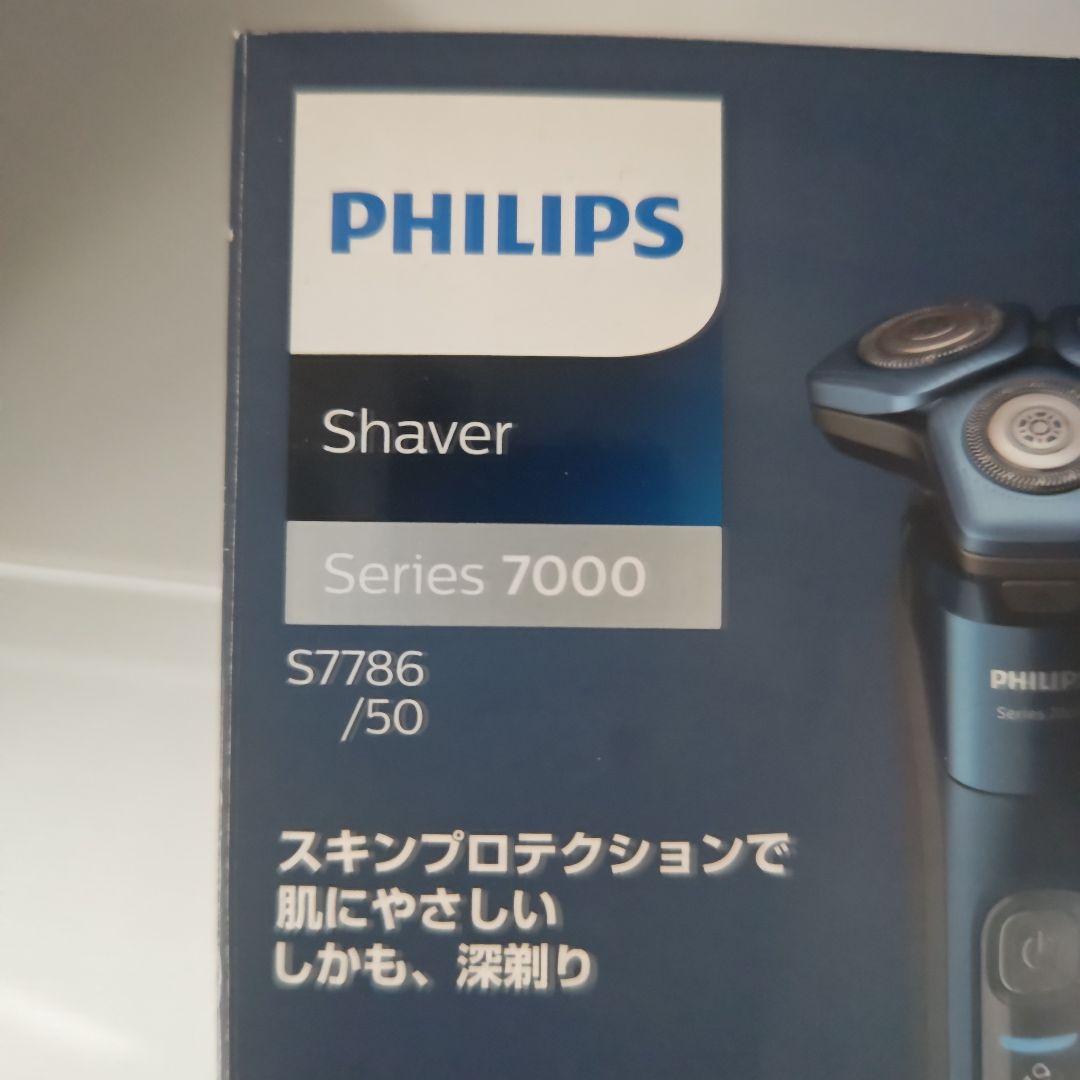 PHILIPS
Shaver
Series 7000
S7786
/50
スキンプロテクションで
肌にやさしい
しかも、深剃り